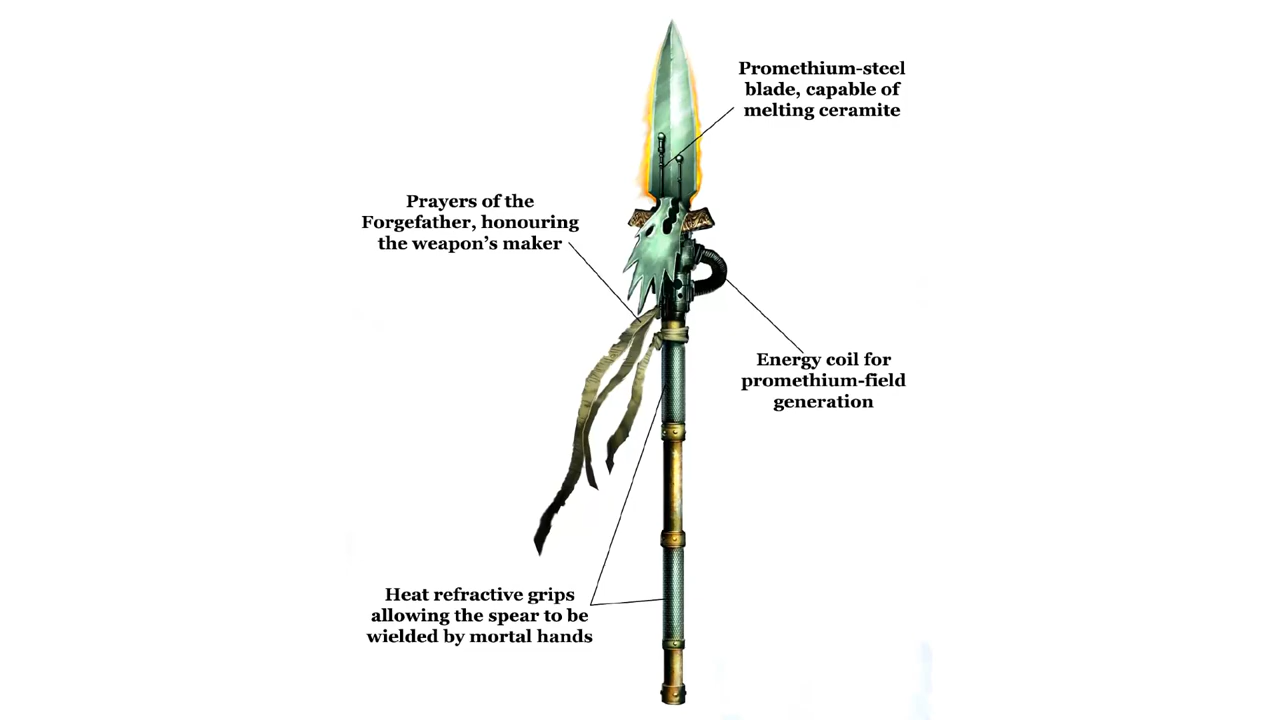 Promethium-steel
blade, capable of
melting ceramite
Prayers of the
Forgefather, honouring
the weapon's maker
Energy coil for
promethium-field
generation
Heat refractive grips
allowing the spear to be
wielded by mortal hands